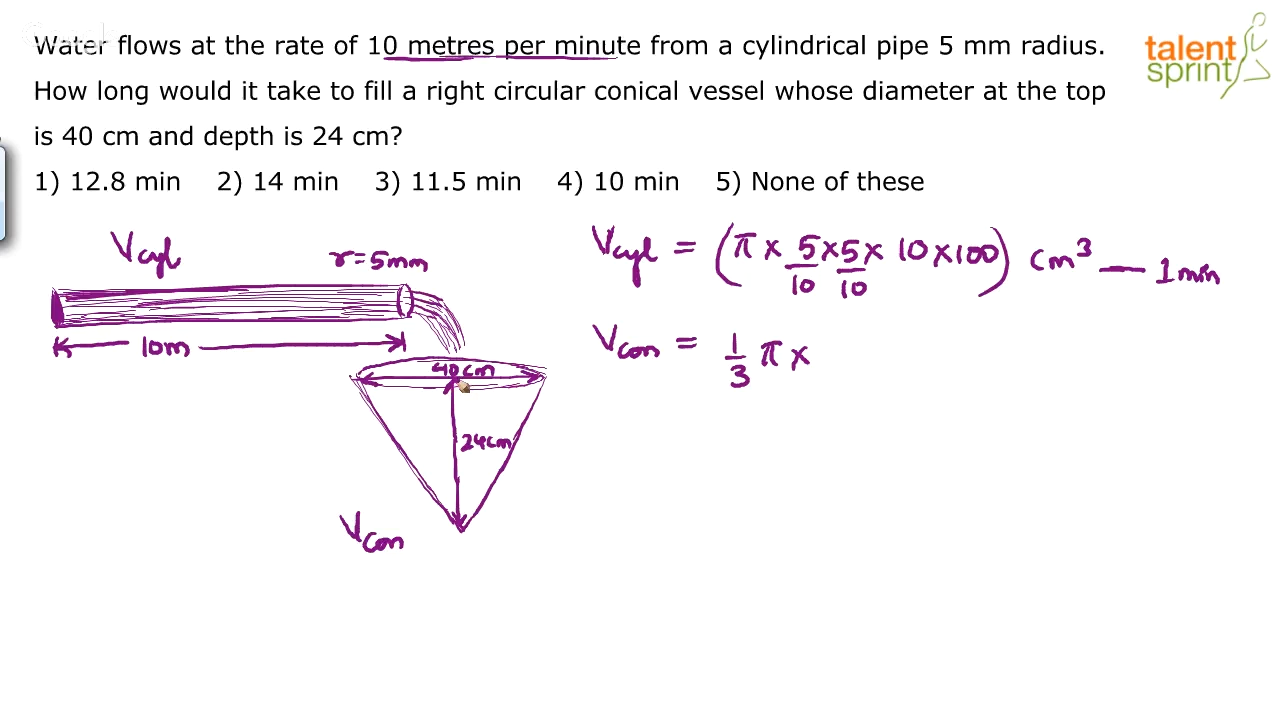 Water flows at the rate of 10 metres per minute from a cylindrical pipe 5 mm radius.
How long would it take to fill a right circular conical vessel whose diameter at the top
is 40 cm and depth is 24 cm?
1) 12.8 min 2) 14 min 3) 11.5 min 4) 10 min 5) None of these
talent
sprint
Vcyl
r=5mm
10m
40cm
24cm
Vcon
Vcyl = (π × 5/10 × 5/10 × 10×100) cm³ — 1min
Vcon = 1/3 π ×